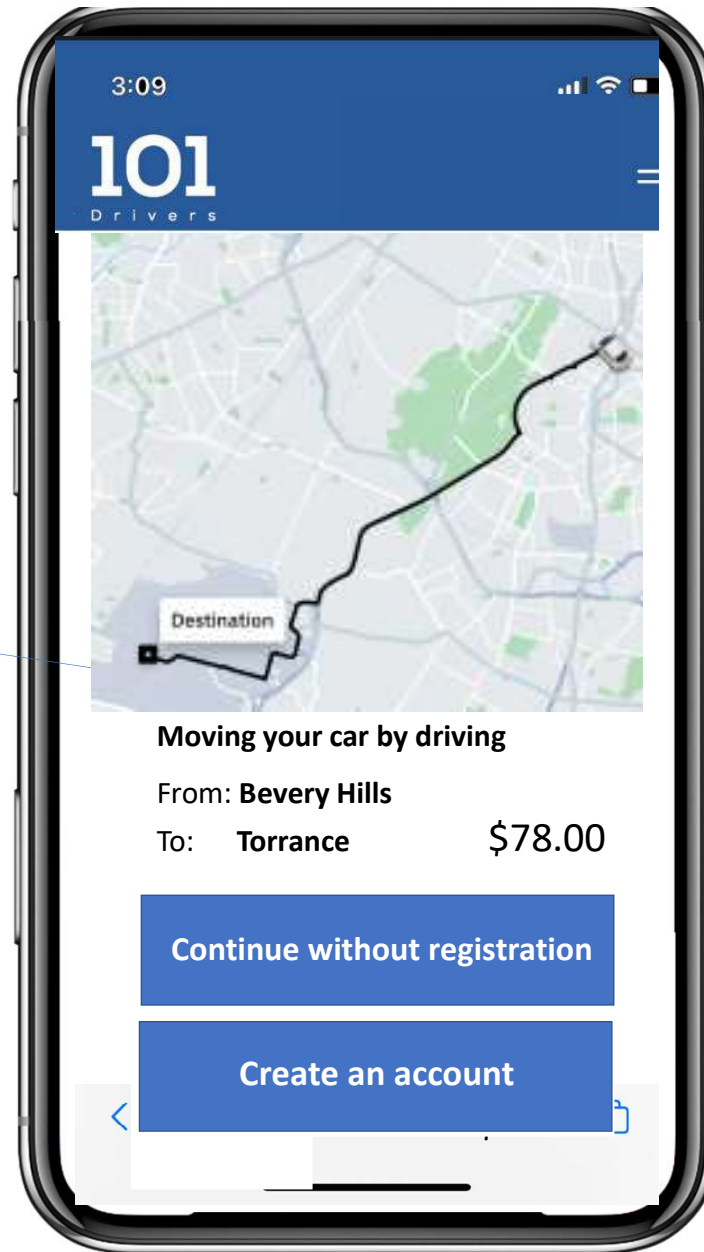 3:09
101
Drivers
Destination
Moving your car by driving
From: Bevery Hills
To: Torrance $78.00
Continue without registration
Create an account